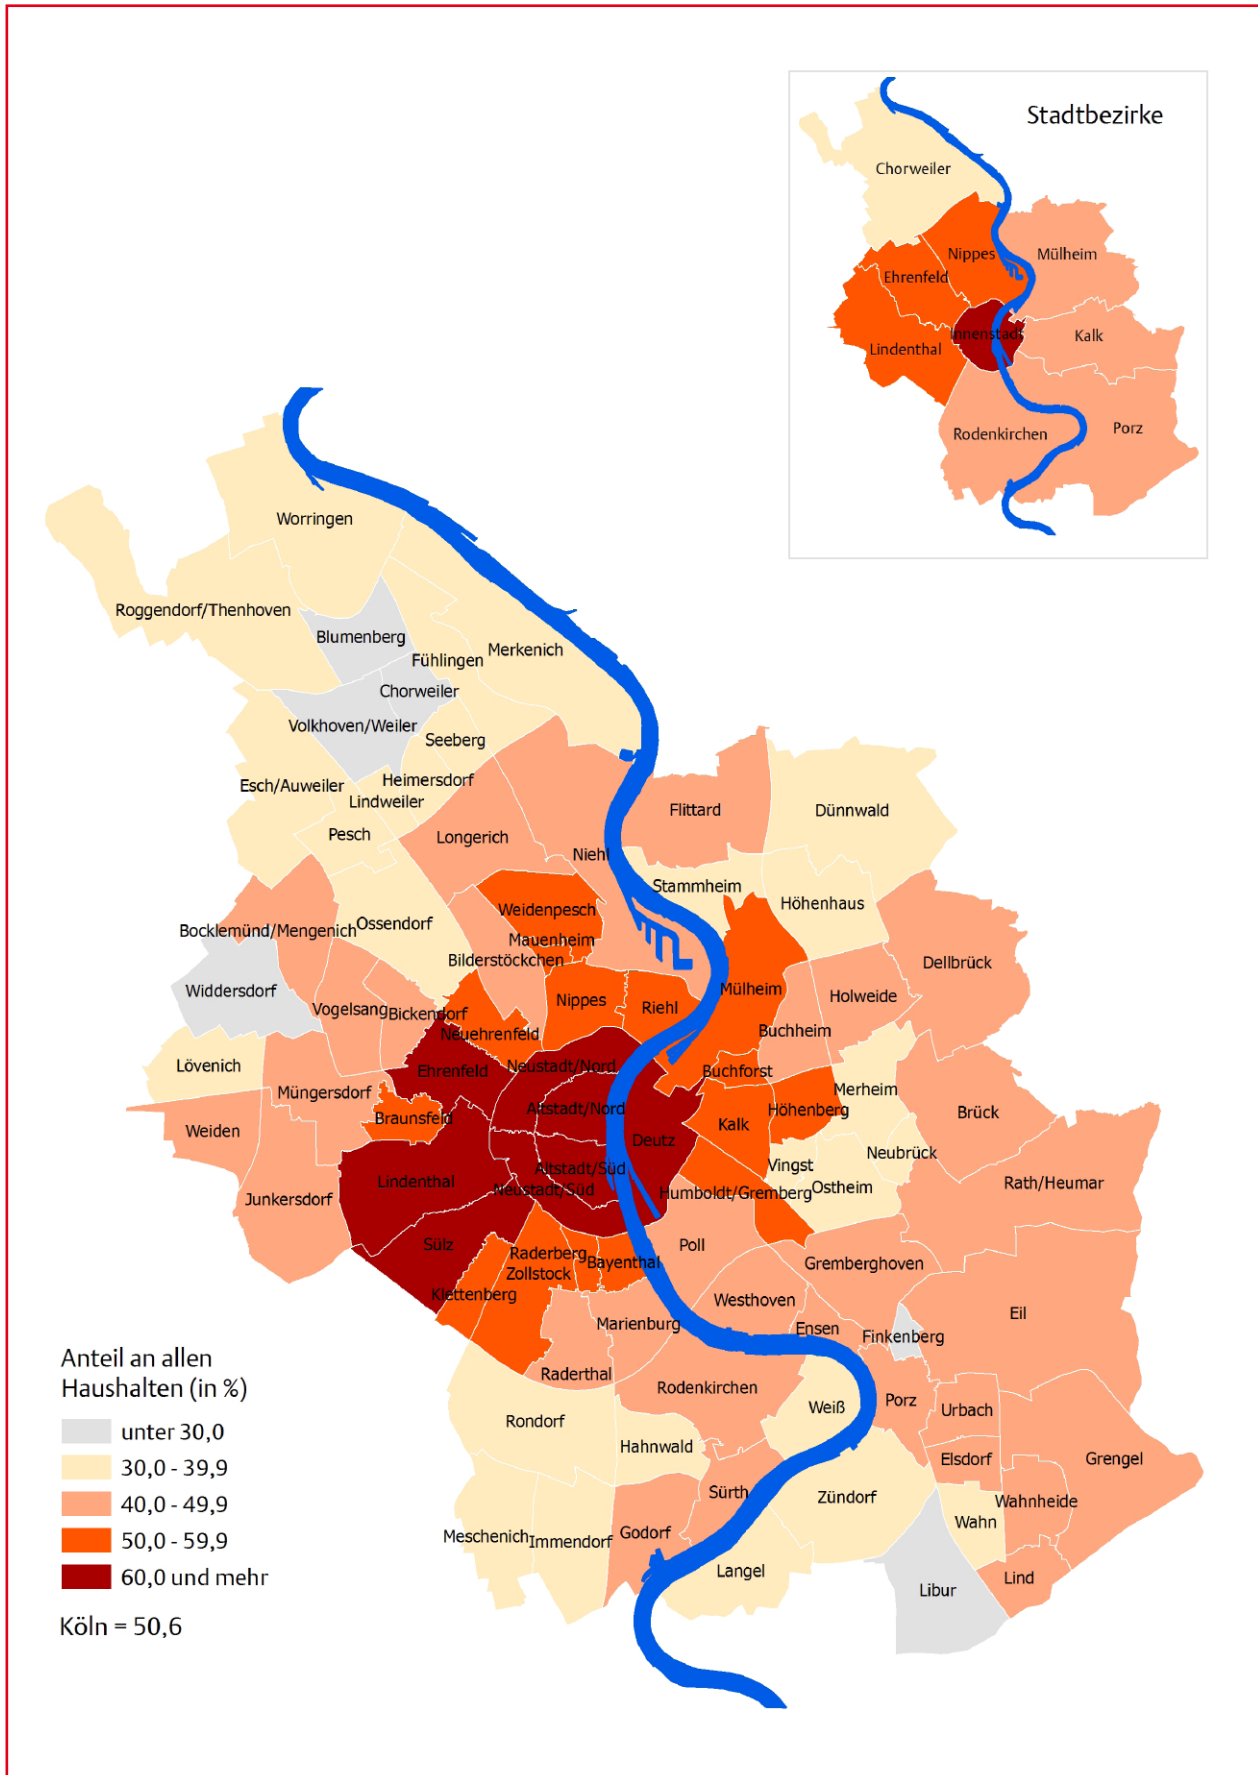 Stadtbezirke
Chorweiler
Nippes
Mülheim
Ehrenfeld
Innenstadt
Kalk
Lindenthal
Rodenkirchen
Porz
Worringen
Roggendorf/Thenhoven
Blumenberg
Fühlingen
Merkenich
Chorweiler
Volkhoven/Weiler
Seeberg
Heimersdorf
Esch/Auweiler
Lindweiler
Pesch
Longerich
Niehl
Flittard
Dünnwald
Stammheim
Höhenhaus
Weidenpesch
Ossendorf
Bocklemünd/Mengenich
Mauenheim
Bilderstöckchen
Dellbrück
Widdersdorf
Mülheim
Holweide
Nippes
Riehl
Vogelsang
Bickendorf
Neuehrenfeld
Buchheim
Lövenich
Ehrenfeld
Neustadt/Nord
Buchforst
Merheim
Müngersdorf
Altstadt/Nord
Höhenberg
Brück
Braunsfeld
Kalk
Weiden
Deutz
Neubrück
Vingst
Altstadt/Süd
Lindenthal
Neustadt/Süd
Humboldt/Gremberg
Ostheim
Rath/Heumar
Junkersdorf
Sülz
Raderberg
Zollstock
Bayenthal
Poll
Gremberghoven
Klettenberg
Westhoven
Eil
Marienburg
Ensen
Finkenberg
Raderthal
Rodenkirchen
Weiß
Porz
Urbach
Rondorf
Hahnwald
Elsdorf
Grengel
Sürth
Zündorf
Wahnheide
Wahn
Meschenich
Immendorf
Godorf
Langel
Lind
Libur
Anteil an allen
Haushalten (in %)
unter 30,0
30,0 - 39,9
40,0 - 49,9
50,0 - 59,9
60,0 und mehr
Köln = 50,6